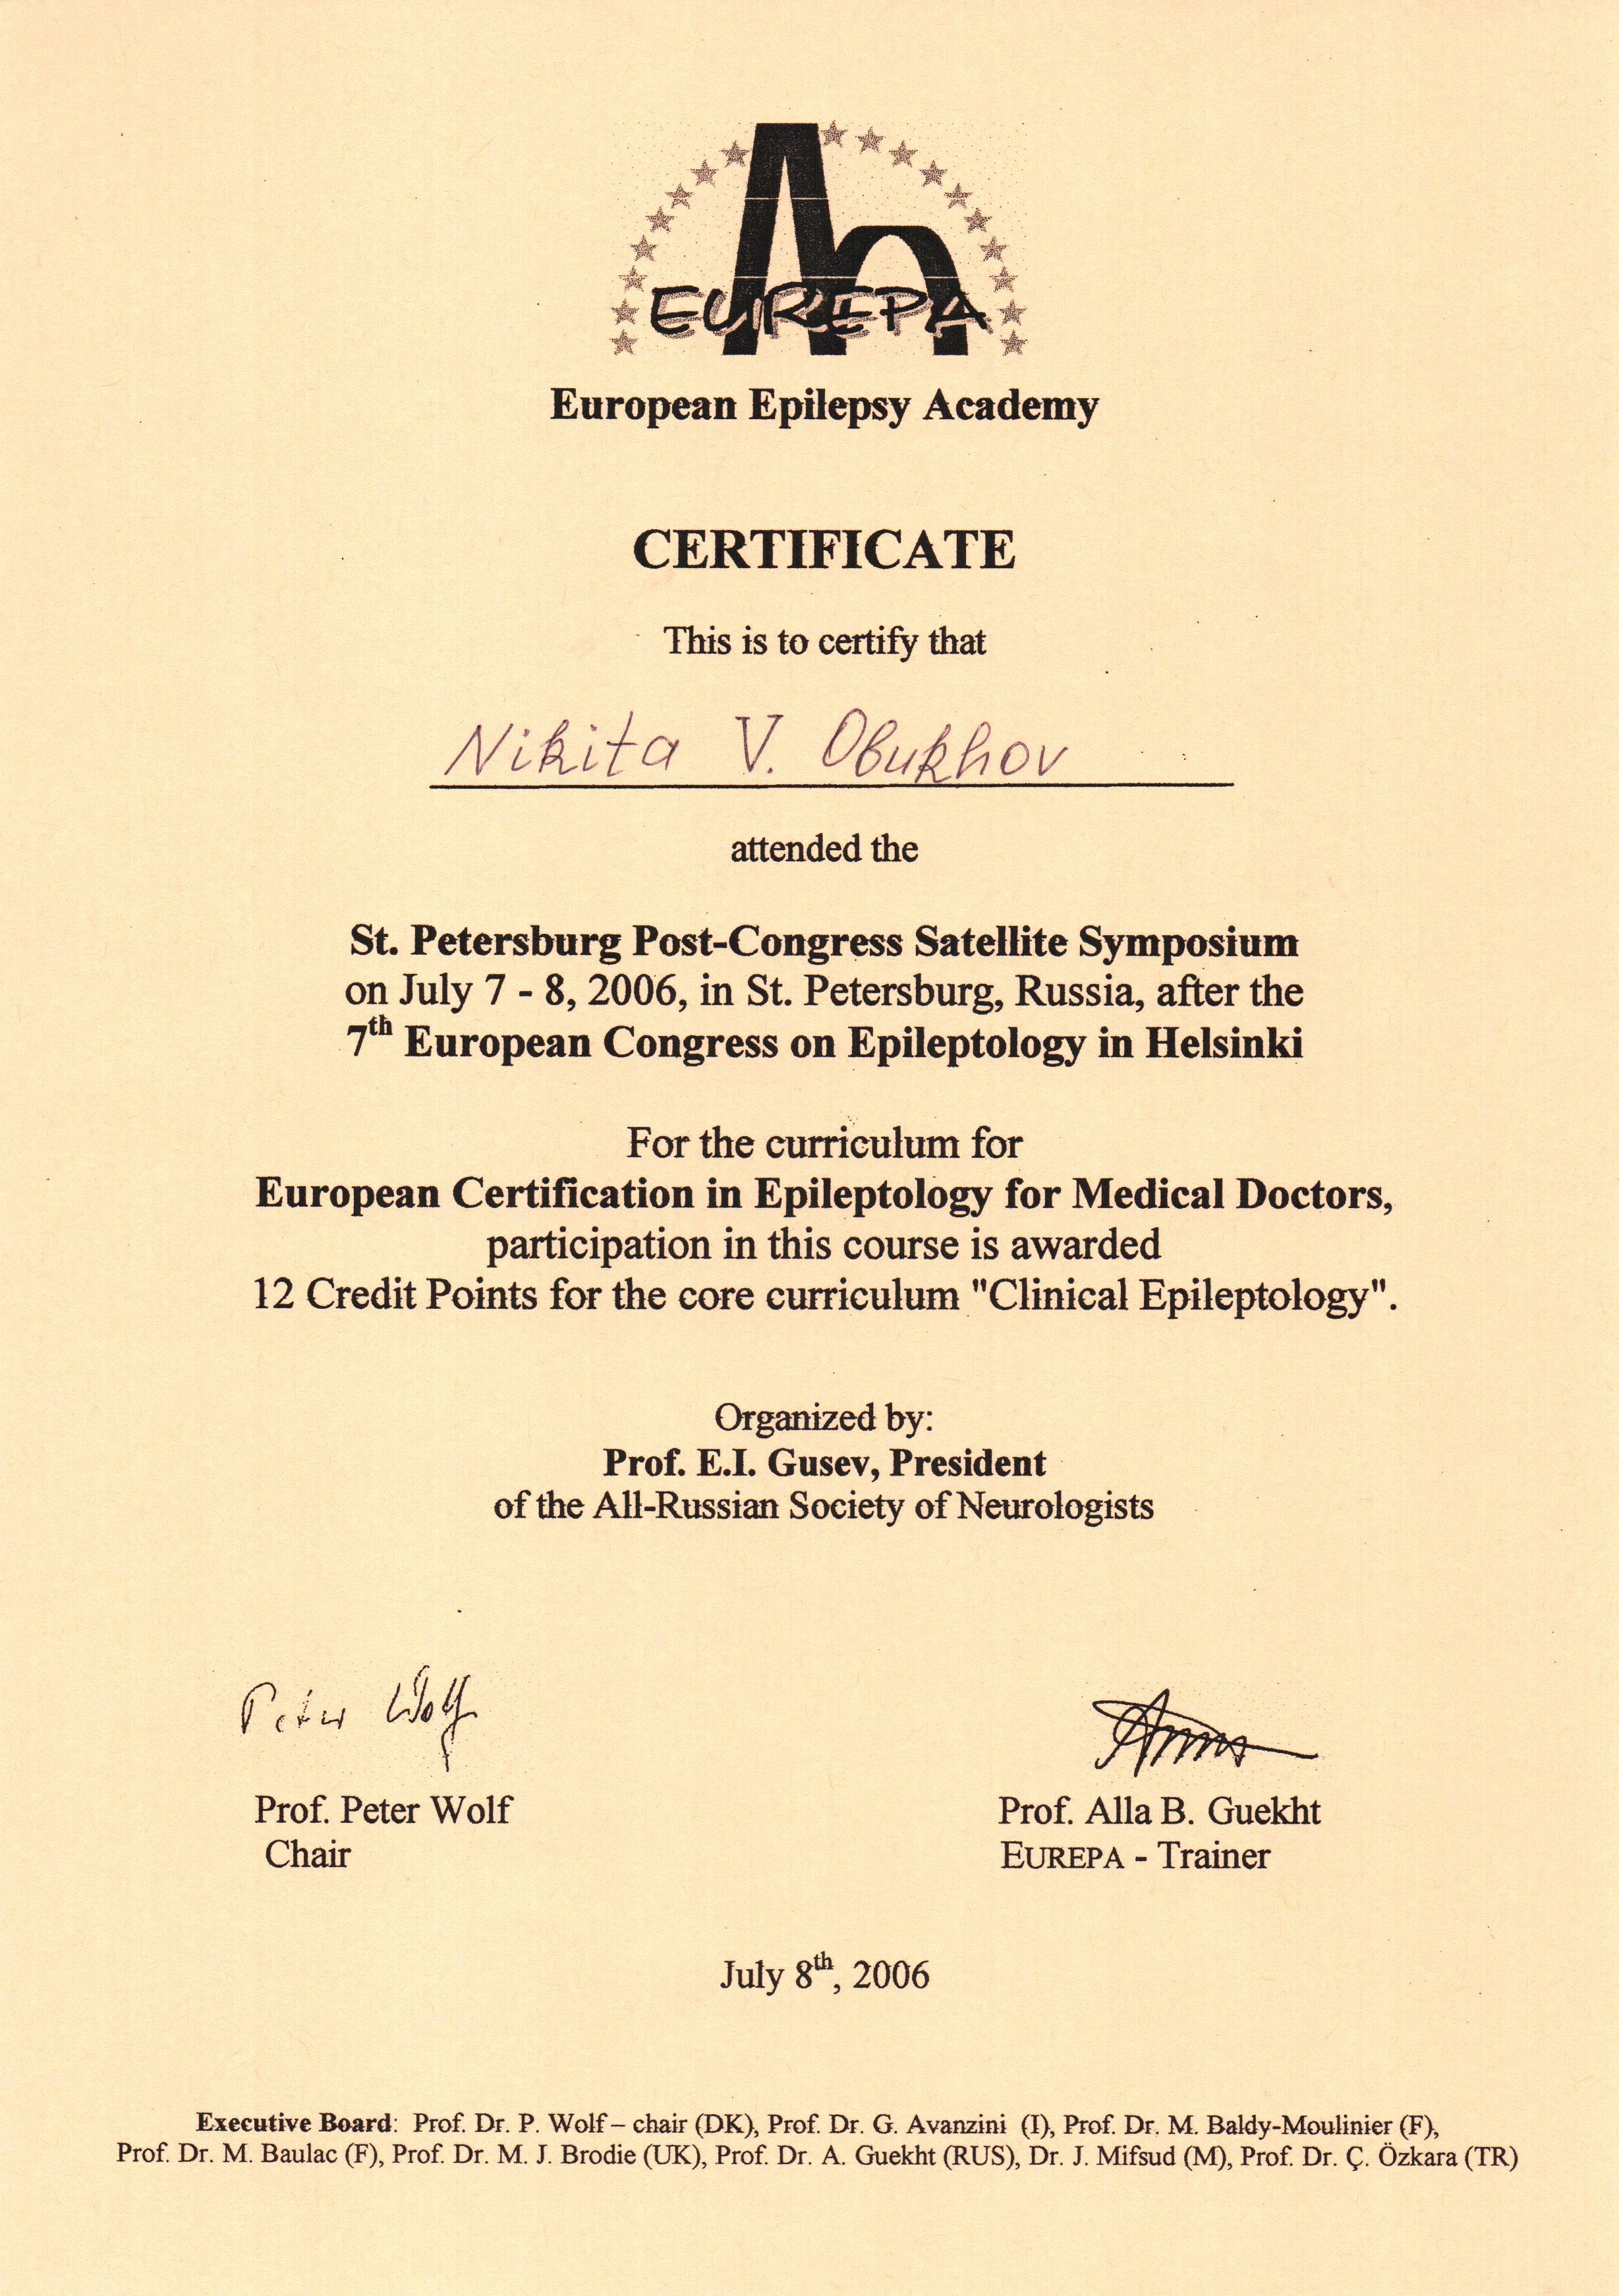 EUREPA
European Epilepsy Academy
CERTIFICATE
This is to certify that
Nikita V. Obukhov
attended the
St. Petersburg Post-Congress Satellite Symposium
on July 7 - 8, 2006, in St. Petersburg, Russia, after the
7th European Congress on Epileptology in Helsinki
For the curriculum for
European Certification in Epileptology for Medical Doctors,
participation in this course is awarded
12 Credit Points for the core curriculum "Clinical Epileptology".
Organized by:
Prof. E.I. Gusev, President
of the All-Russian Society of Neurologists
Peter Wolf
Prof. Peter Wolf
Chair
Prof. Alla B. Guekht
EUREPA - Trainer
July 8th, 2006
Executive Board: Prof. Dr. P. Wolf – chair (DK), Prof. Dr. G. Avanzini (I), Prof. Dr. M. Baldy-Moulinier (F),
Prof. Dr. M. Baulac (F), Prof. Dr. M. J. Brodie (UK), Prof. Dr. A. Guekht (RUS), Dr. J. Mifsud (M), Prof. Dr. Ç. Özkara (TR)